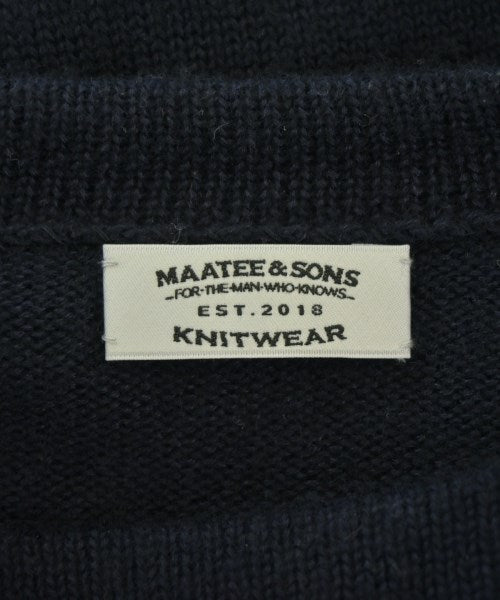 MAATEE & SONS
-FOR-THE-MAN-WHO-KNOWS-
EST. 2018
KNITWEAR